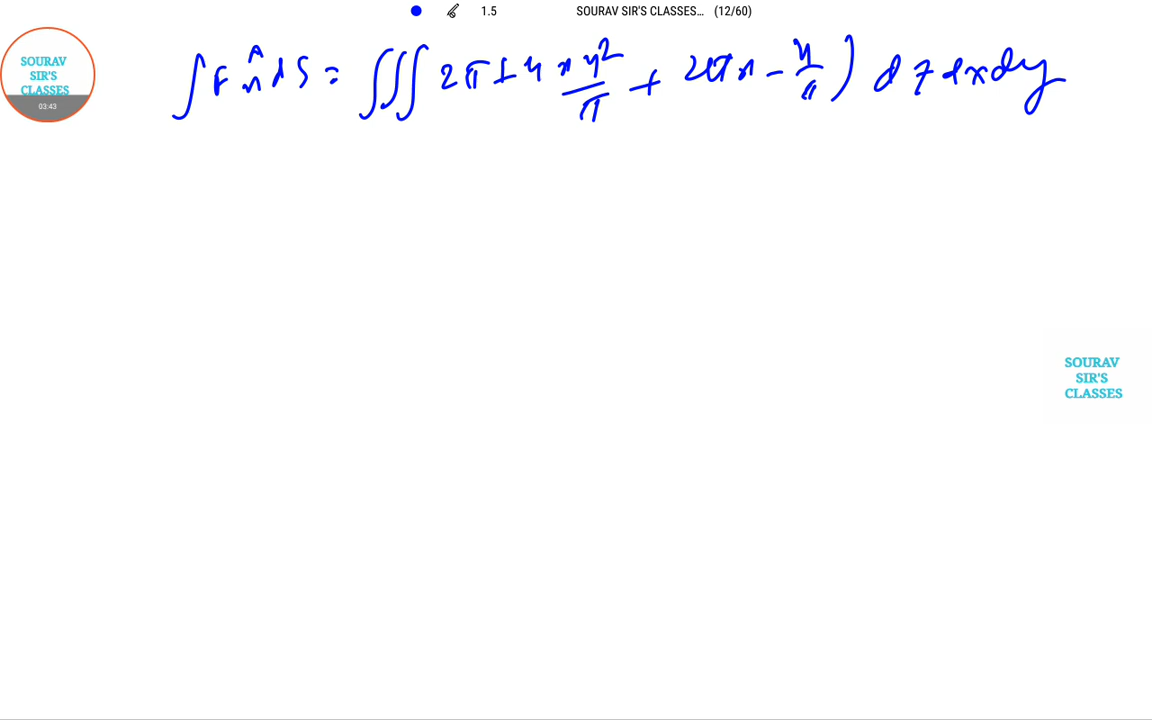 1.5 SOURAV SIR'S CLASSES... (12/60)
SOURAV
SIR'S
CLASSES
03:43
∫ F n̂ dS = ∭ 2π + 4 x y²/π + 2πx − y/π ) dz dx dy
SOURAV
SIR'S
CLASSES